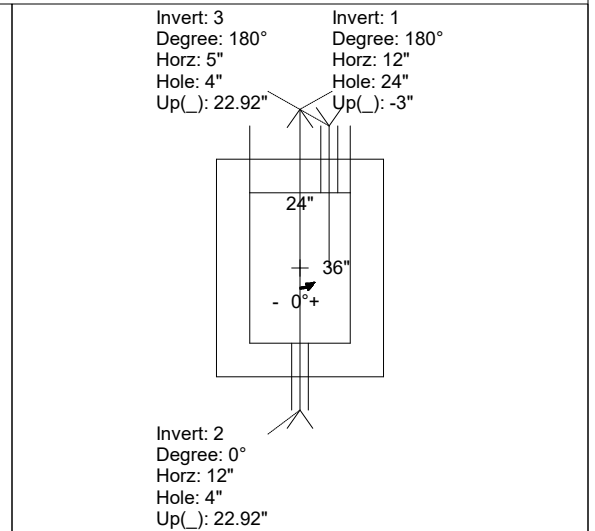 Invert: 3
Degree: 180°
Horz: 5"
Hole: 4"
Up(_): 22.92"
Invert: 1
Degree: 180°
Horz: 12"
Hole: 24"
Up(_): -3"
24"
36"
- 0°+
Invert: 2
Degree: 0°
Horz: 12"
Hole: 4"
Up(_): 22.92"